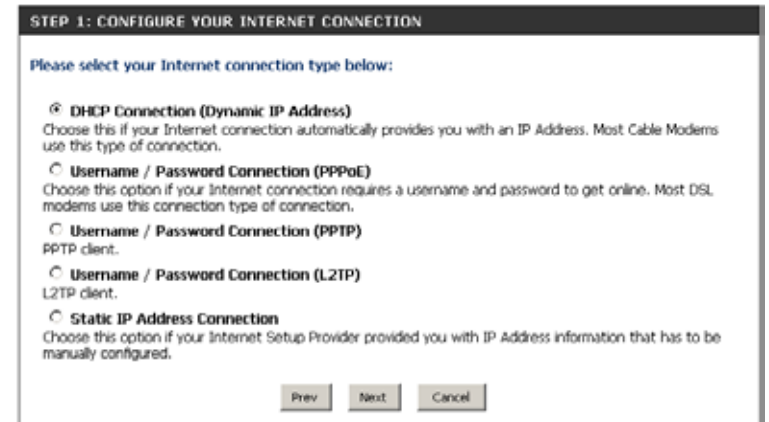 STEP 1: CONFIGURE YOUR INTERNET CONNECTION
Please select your Internet connection type below:
DHCP Connection (Dynamic IP Address)
Choose this if your Internet connection automatically provides you with an IP Address. Most Cable Modems
use this type of connection.
Username / Password Connection (PPPoE)
Choose this option if your Internet connection requires a username and password to get online. Most DSL
modems use this connection type of connection.
Username / Password Connection (PPTP)
PPTP client.
Username / Password Connection (L2TP)
L2TP client.
Static IP Address Connection
Choose this option if your Internet Setup Provider provided you with IP Address information that has to be
manually configured.
Prev Next Cancel